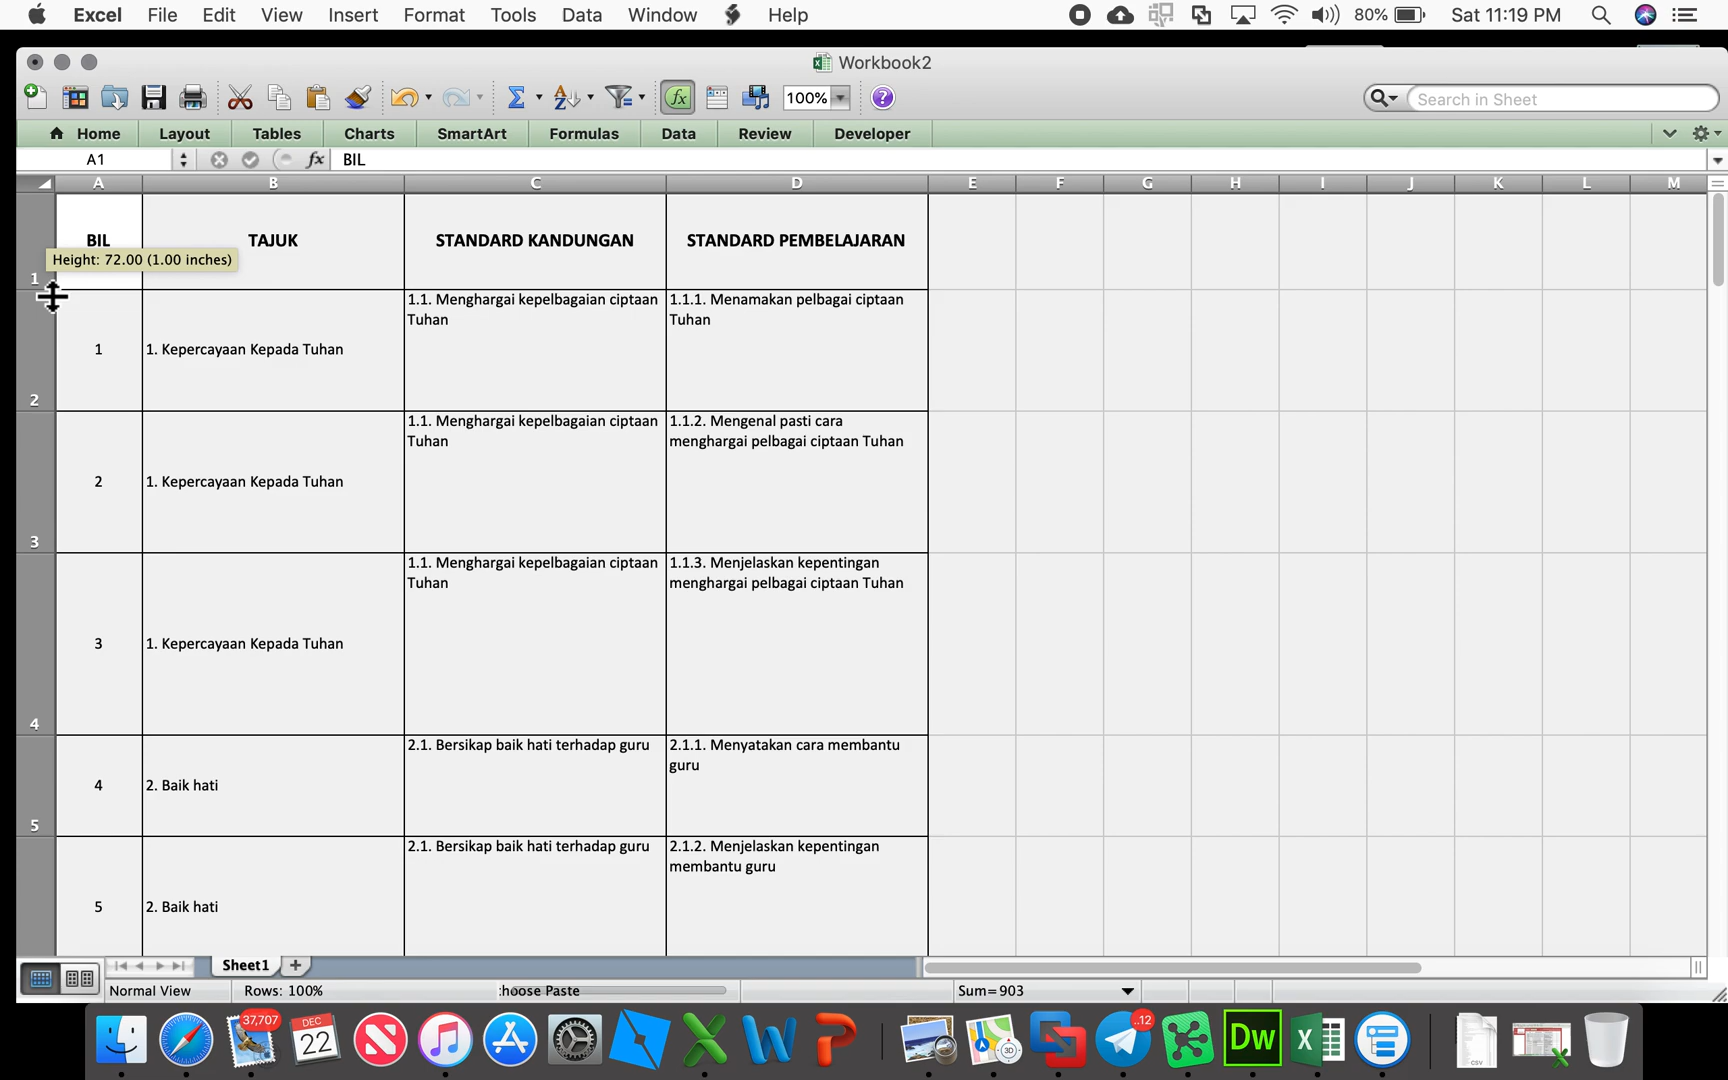 Excel File Edit View Insert Format Tools Data Window Help 80% Sat 11:19 PM
Workbook2
100% Search in Sheet
Home Layout Tables Charts SmartArt Formulas Data Review Developer
A1 fx BIL
A B C D E F G H I J K L M
BIL TAJUK STANDARD KANDUNGAN STANDARD PEMBELAJARAN
Height: 72.00 (1.00 inches)
1
1.1. Menghargai kepelbagaian ciptaan 1.1.1. Menamakan pelbagai ciptaan
Tuhan Tuhan
1 1. Kepercayaan Kepada Tuhan
2
1.1. Menghargai kepelbagaian ciptaan 1.1.2. Mengenal pasti cara
Tuhan menghargai pelbagai ciptaan Tuhan
2 1. Kepercayaan Kepada Tuhan
3
1.1. Menghargai kepelbagaian ciptaan 1.1.3. Menjelaskan kepentingan
Tuhan menghargai pelbagai ciptaan Tuhan
3 1. Kepercayaan Kepada Tuhan
4
2.1. Bersikap baik hati terhadap guru 2.1.1. Menyatakan cara membantu
guru
4 2. Baik hati
5
2.1. Bersikap baik hati terhadap guru 2.1.2. Menjelaskan kepentingan
membantu guru
5 2. Baik hati
Sheet1
Normal View Rows: 100% :hoose Paste Sum=903
37,707 DEC 22 ..12 Dw 3D CSV